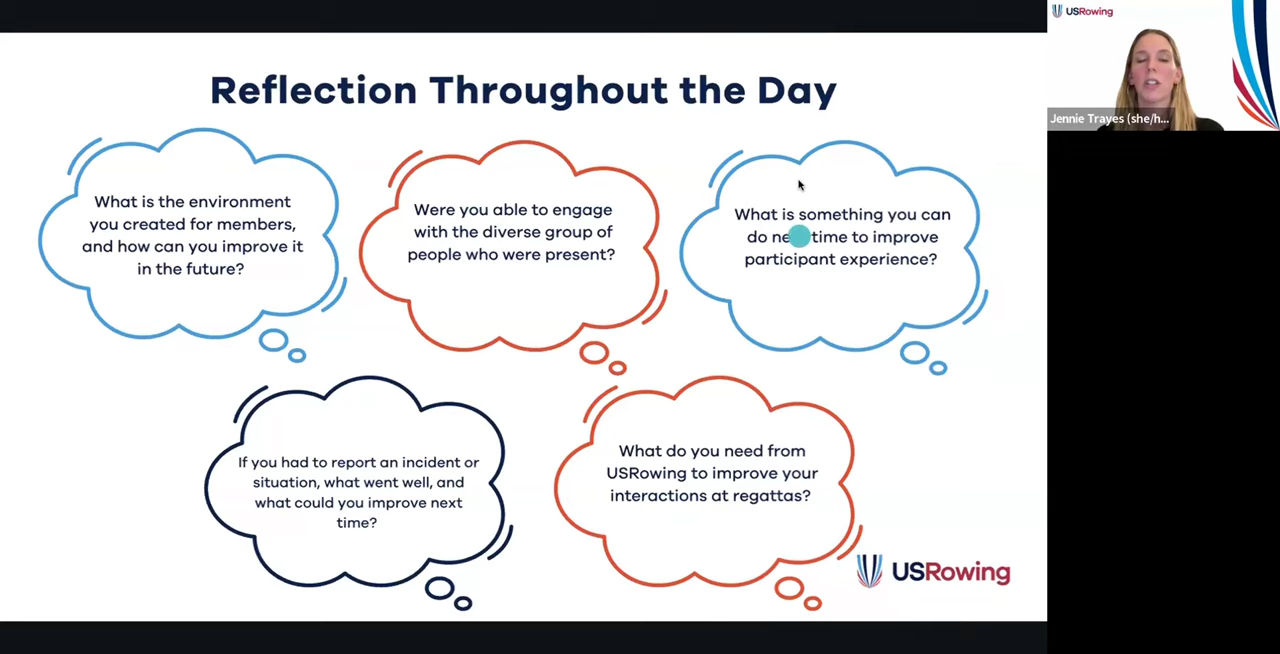 Reflection Throughout the Day
What is the environment
you created for members,
and how can you improve it
in the future?
Were you able to engage
with the diverse group of
people who were present?
What is something you can
do time to improve
participant experience?
If you had to report an incident or
situation, what went well, and
what could you improve next
time?
What do you need from
USRowing to improve your
interactions at regattas?
USRowing
USRowing
Jennie Trayes (she/h...